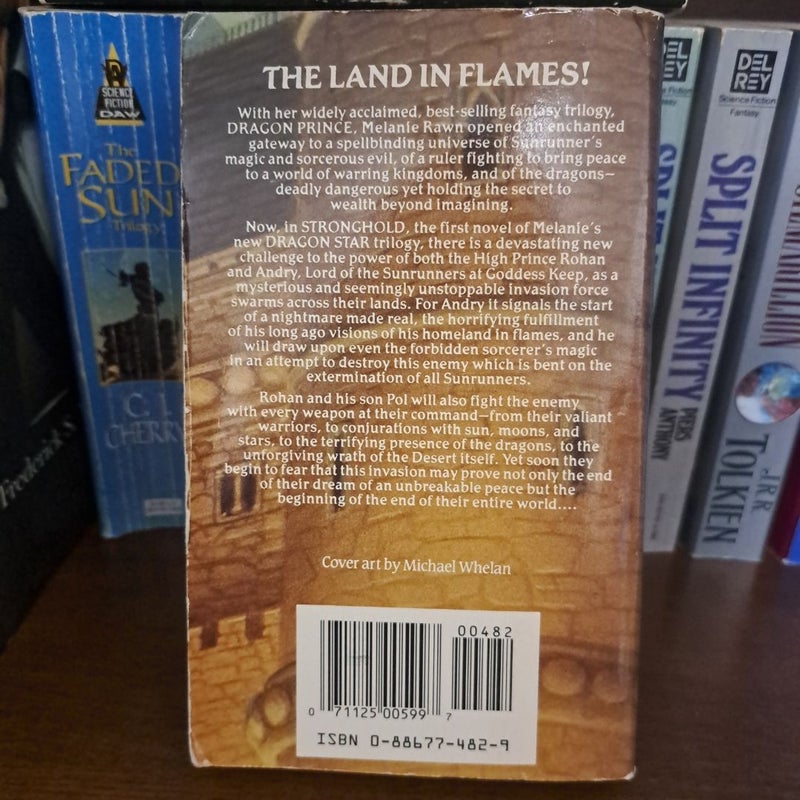 THE LAND IN FLAMES!
With her widely acclaimed, best-selling fantasy trilogy,
DRAGON PRINCE, Melanie Rawn opened an enchanted
gateway to a spellbinding universe of Sunrunner's
magic and sorcerous evil, of a ruler fighting to bring peace
to a world of warring kingdoms, and of the dragons—
deadly dangerous yet holding the secret to
wealth beyond imagining.
Now, in STRONGHOLD, the first novel of Melanie's
new DRAGON STAR trilogy, there is a devastating new
challenge to the power of both the High Prince Rohan
and Andry, Lord of the Sunrunners at Goddess Keep, as a
mysterious and seemingly unstoppable invasion force
swarms across their lands. For Andry it signals the start
of a nightmare made real, the horrifying fulfillment
of his long ago visions of his homeland in flames, and he
will draw upon even the forbidden sorcerer's magic
in an attempt to destroy this enemy which is bent on the
extermination of all Sunrunners.
Rohan and his son Pol will also fight the enemy
with every weapon at their command—from their valiant
warriors, to conjurations with sun, moons, and
stars, to the terrifying presence of the dragons, to the
unforgiving wrath of the Desert itself. Yet soon they
begin to fear that this invasion may prove not only the end
of their dream of an unbreakable peace but the
beginning of the end of their entire world....
Cover art by Michael Whelan
00482
0 71125 00599 7
ISBN 0-88677-482-9
SCIENCE
FICTION
DAW
The
FADED
SUN
Trilogy
C. J.
CHERRY
Frederick S
DEL
REY
Science Fiction
Fantasy
SPLIT INFINITY
PIERS
ANTHONY
J.R.R.
TOLKIEN